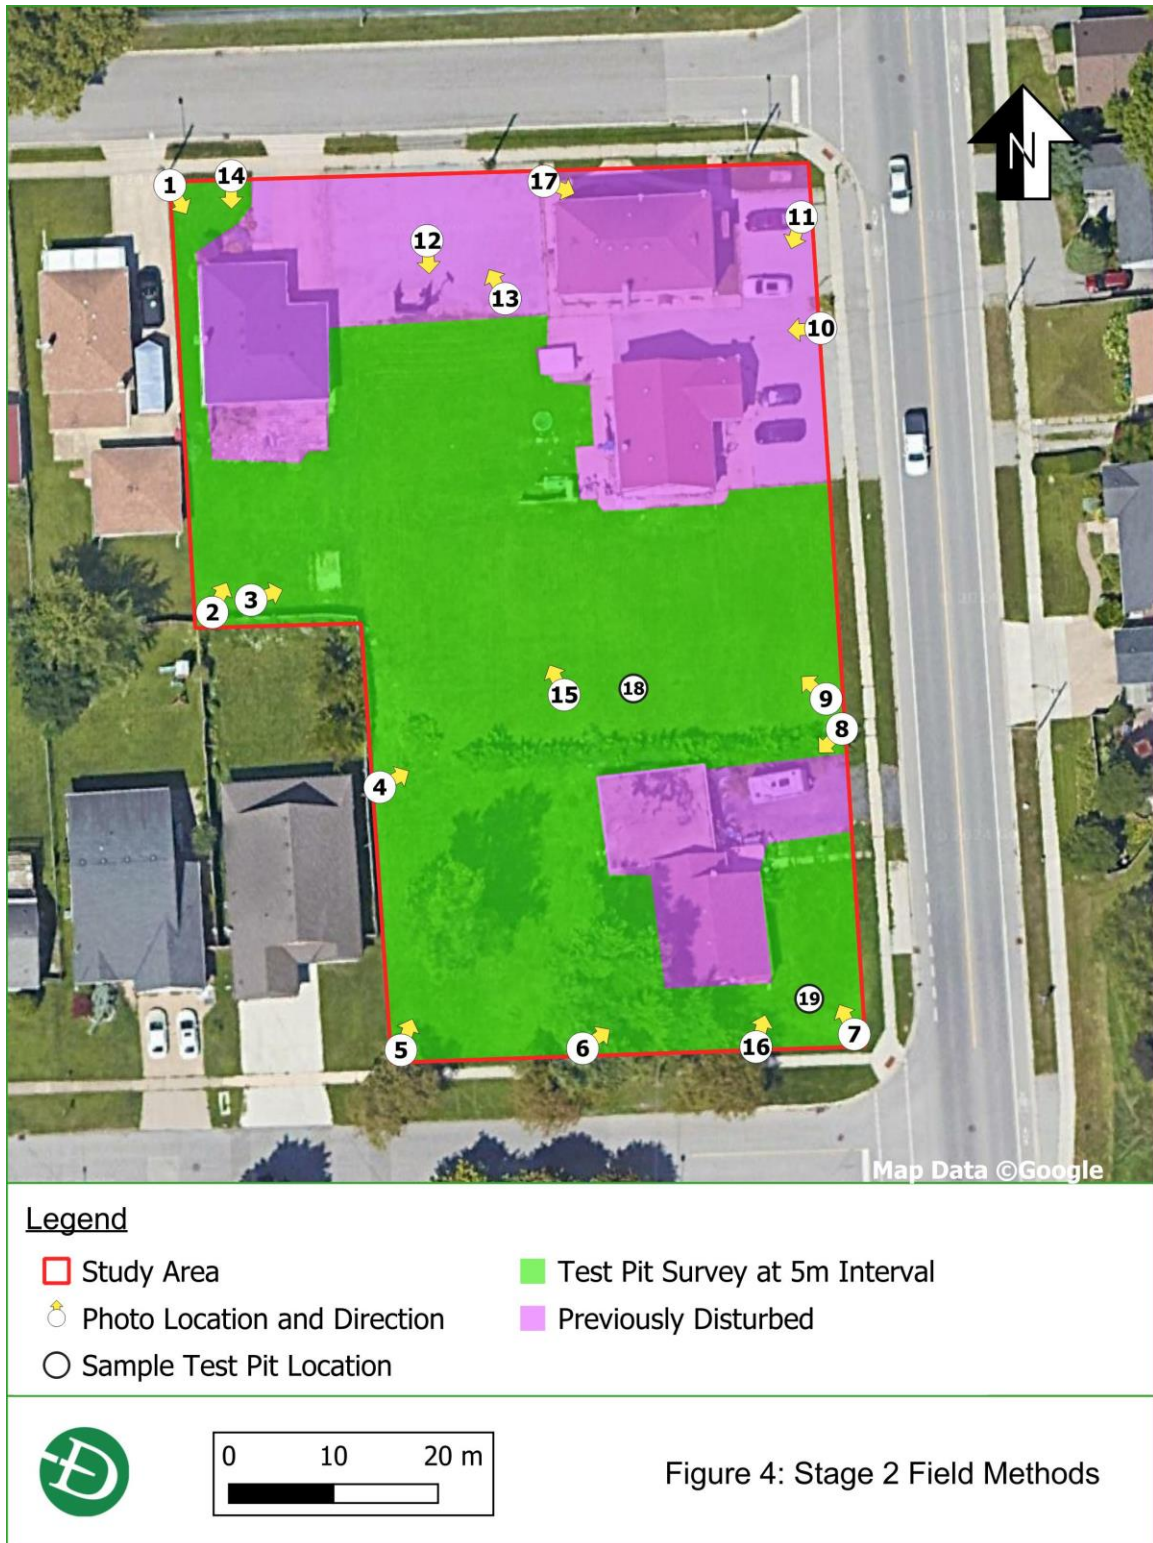 1
14
17
N
11
12
13
10
2
3
15
18
9
8
4
19
5
6
16
7
Map Data ©Google
Legend
Study Area
Test Pit Survey at 5m Interval
Photo Location and Direction
Previously Disturbed
Sample Test Pit Location
0 10 20 m
Figure 4: Stage 2 Field Methods